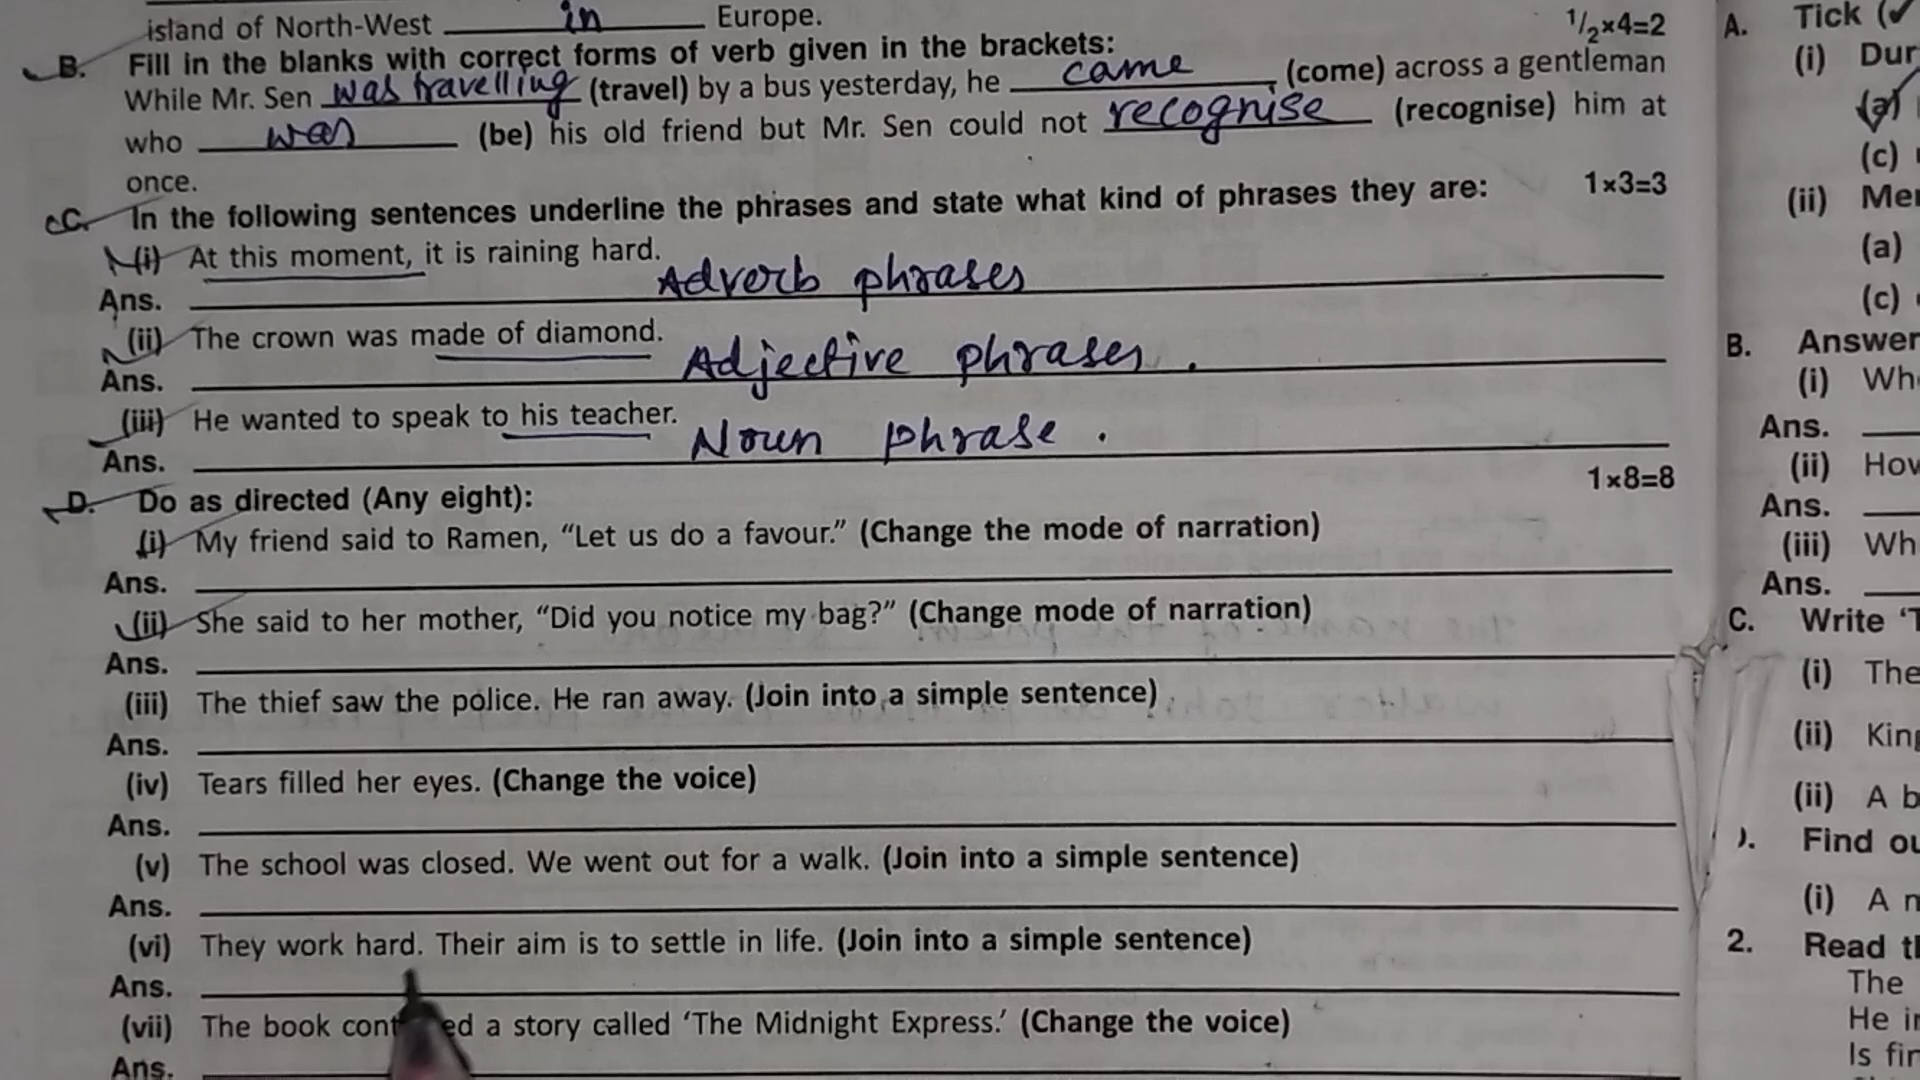 island of North-West in Europe.
1/2×4=2
B. Fill in the blanks with correct forms of verb given in the brackets:
While Mr. Sen was travelling (travel) by a bus yesterday, he came (come) across a gentleman
who was (be) his old friend but Mr. Sen could not recognise (recognise) him at
once.
C. In the following sentences underline the phrases and state what kind of phrases they are: 1×3=3
(i) At this moment, it is raining hard.
Ans. Adverb phrases
(ii) The crown was made of diamond.
Ans. Adjective phrases.
(iii) He wanted to speak to his teacher.
Ans. Noun phrase.
D. Do as directed (Any eight): 1×8=8
(i) My friend said to Ramen, “Let us do a favour.” (Change the mode of narration)
Ans.
(ii) She said to her mother, “Did you notice my bag?” (Change mode of narration)
Ans.
(iii) The thief saw the police. He ran away. (Join into a simple sentence)
Ans.
(iv) Tears filled her eyes. (Change the voice)
Ans.
(v) The school was closed. We went out for a walk. (Join into a simple sentence)
Ans.
(vi) They work hard. Their aim is to settle in life. (Join into a simple sentence)
Ans.
(vii) The book cont ed a story called ‘The Midnight Express.’ (Change the voice)
Ans.
A. Tick (✓
(i) Dur
(a)
(c)
(ii) Mer
(a)
(c)
B. Answer
(i) Wh
Ans.
(ii) How
Ans.
(iii) Wh
Ans.
C. Write ‘T
(i) The
(ii) King
(ii) A b
). Find ou
(i) A n
2. Read th
The
He in
Is fin